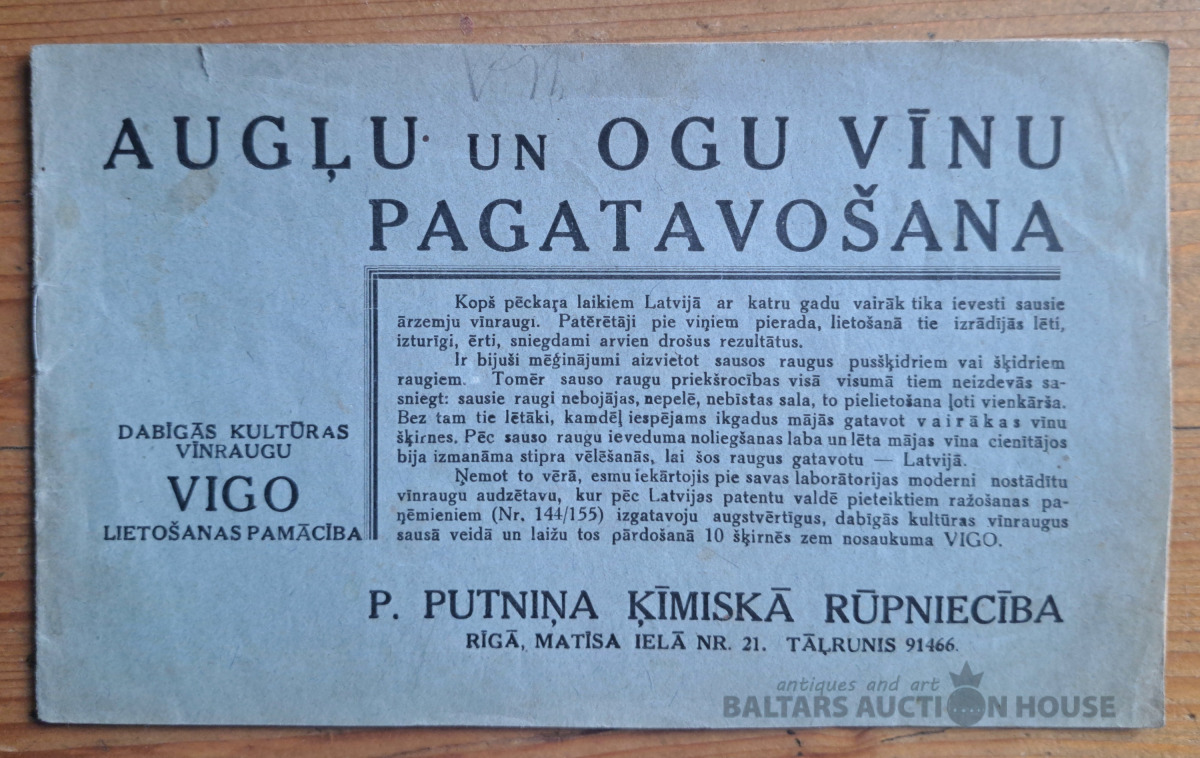 AUGĻU UN OGU VĪNU
PAGATAVOŠANA
Kopš pēckaŗa laikiem Latvijā ar katru gadu vairāk tika ievesti sausie
ārzemju vīnraugi. Patērētāji pie viņiem pierada, lietošanā tie izrādījās lēti,
izturīgi, ērti, sniegdami arvien drošus rezultātus.
Ir bijuši mēģinājumi aizvietot sausos raugus pusšķidriem vai šķidriem
raugiem. Tomēr sauso raugu priekšrocības visā visumā tiem neizdevās sa-
sniegt: sausie raugi nebojājas, nepelē, nebīstas sala, to pielietošana ļoti vienkārša.
Bez tam tie lētāki, kamdēļ iespējams ikgadus mājās gatavot vairākas vīnu
šķirnes. Pēc sauso raugu ieveduma noliegšanas laba un lēta mājas vīna cienītājos
bija izmanāma stipra vēlēšanās, lai šos raugus gatavotu — Latvijā.
Ņemot to vērā, esmu iekārtojis pie savas laborātorijas moderni nostādītu
vīnraugu audzētavu, kur pēc Latvijas patentu valdē pieteiktiem ražošanas pa-
ņēmieniem (Nr. 144/155) izgatavoju augstvērtīgus, dabīgās kultūras vīnraugus
sausā veidā un laižu tos pārdošanā 10 šķirnēs zem nosaukuma VIGO.
DABĪGĀS KULTŪRAS
VĪNRAUGU
VIGO
LIETOŠANAS PAMĀCĪBA
P. PUTNIŅA ĶĪMISKĀ RŪPNIECĪBA
RĪGĀ, MATĪSA IELĀ NR. 21. TĀĻRUNIS 91466.
antiques and art
BALTARS AUCTION HOUSE